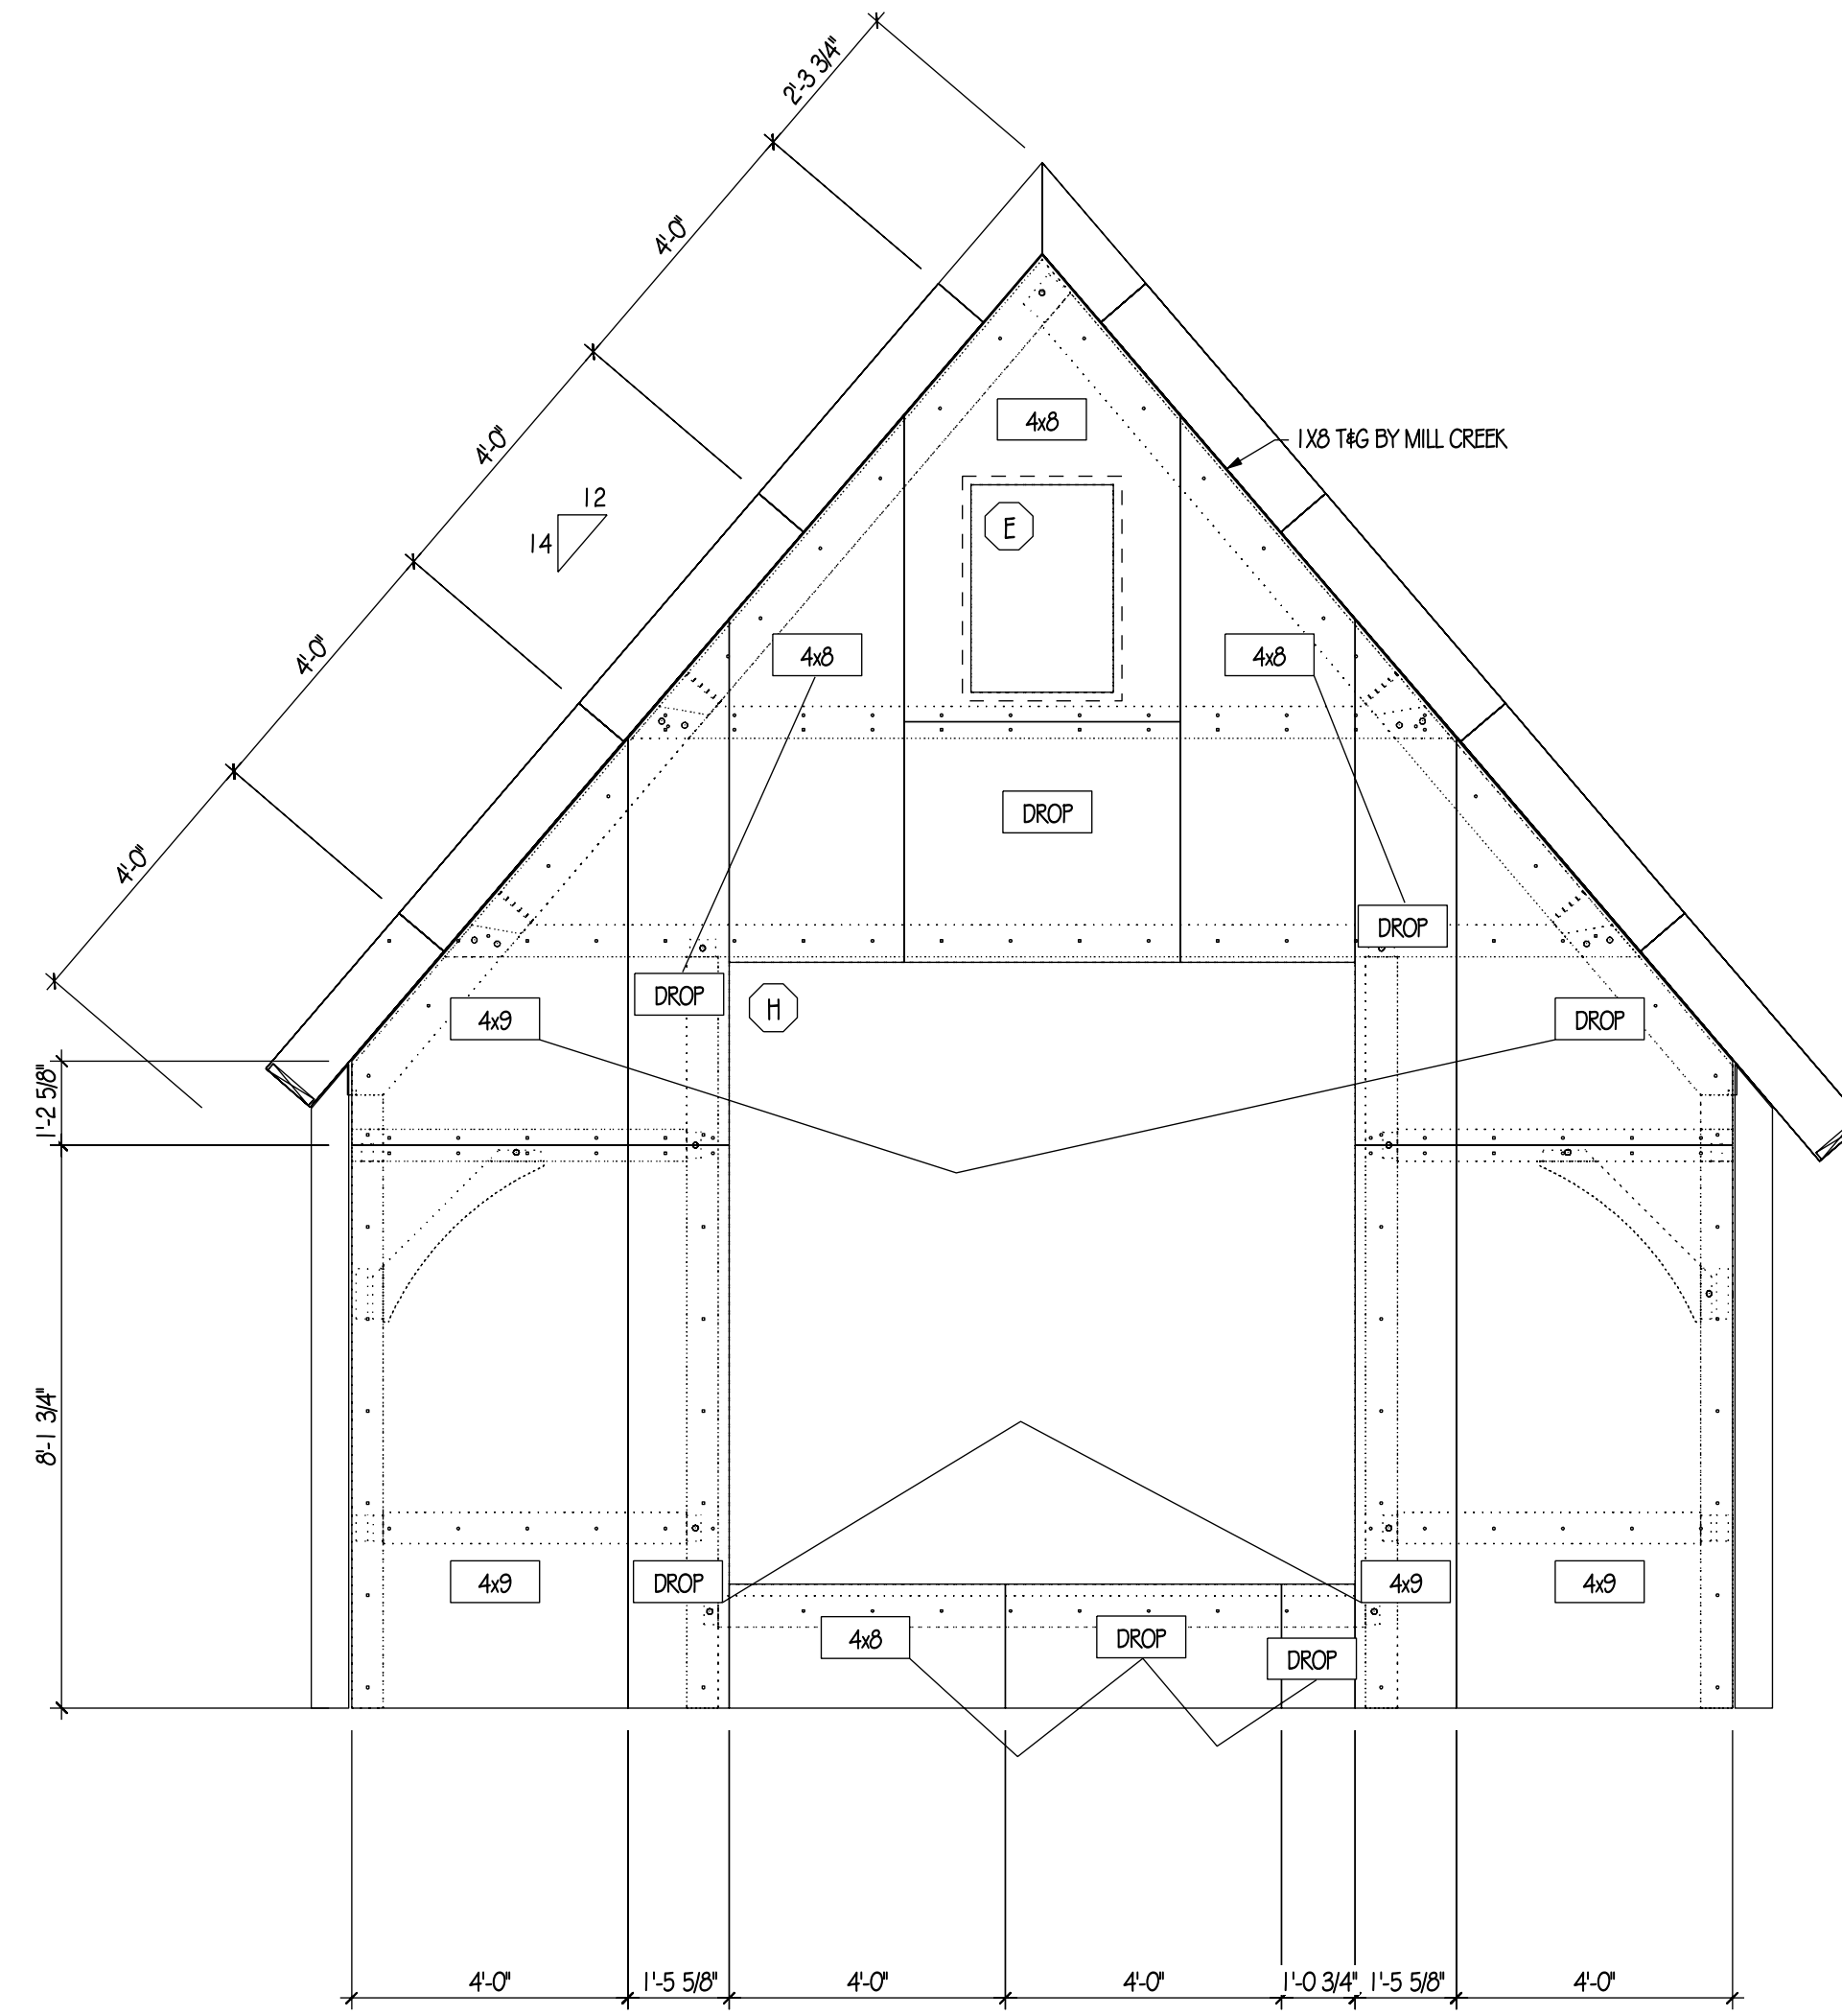 2'-3 3/4"
4'-0"
4'-0"
4'-0"
4'-0"
12
14
1X8 T&G BY MILL CREEK
4x8
E
4x8
4x8
DROP
DROP
DROP
4x9
H
DROP
1'-2 5/8"
8'-1 3/4"
4x9
DROP
4x9
4x9
4x8
DROP
DROP
4'-0"
1'-5 5/8"
4'-0"
4'-0"
1'-0 3/4"
1'-5 5/8"
4'-0"